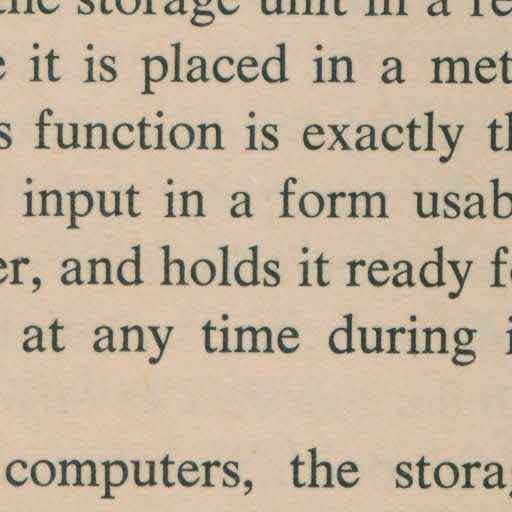 the storage unit in a re
e it is placed in a met
s function is exactly th
input in a form usab
er, and holds it ready fo
at any time during i
computers, the storag